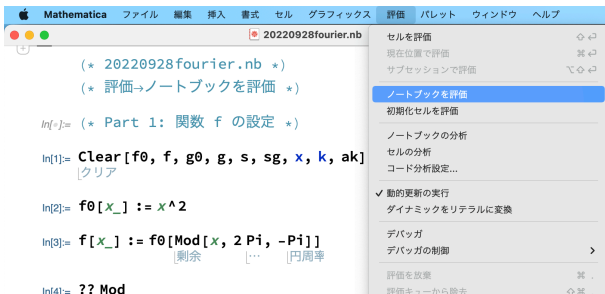 Mathematica ファイル 編集 挿入 書式 セル グラフィックス 評価 パレット ウィンドウ ヘルプ
20220928fourier.nb
(* 20220928fourier.nb *)
(* 評価→ノートブックを評価 *)
In[◦]:= (* Part 1: 関数 f の設定 *)
In[1]:= Clear[f0, f, g0, g, s, sg, x, k, ak]
クリア
In[2]:= f0[x_] := x^2
In[3]:= f[x_] := f0[Mod[x, 2 Pi, -Pi]]
剰余 … 円周率
In[4]:= ?? Mod
セルを評価 ⇧⏎
現在位置で評価 ⌘⏎
サブセッションで評価 ⌥⇧⏎
ノートブックを評価
初期化セルを評価
ノートブックの分析
セルの分析
コード分析設定...
✓ 動的更新の実行
ダイナミックをリテラルに変換
デバッガ
デバッガの制御 >
評価を放棄 ⌘ .
評価キューから除去 ⇧⌘ .